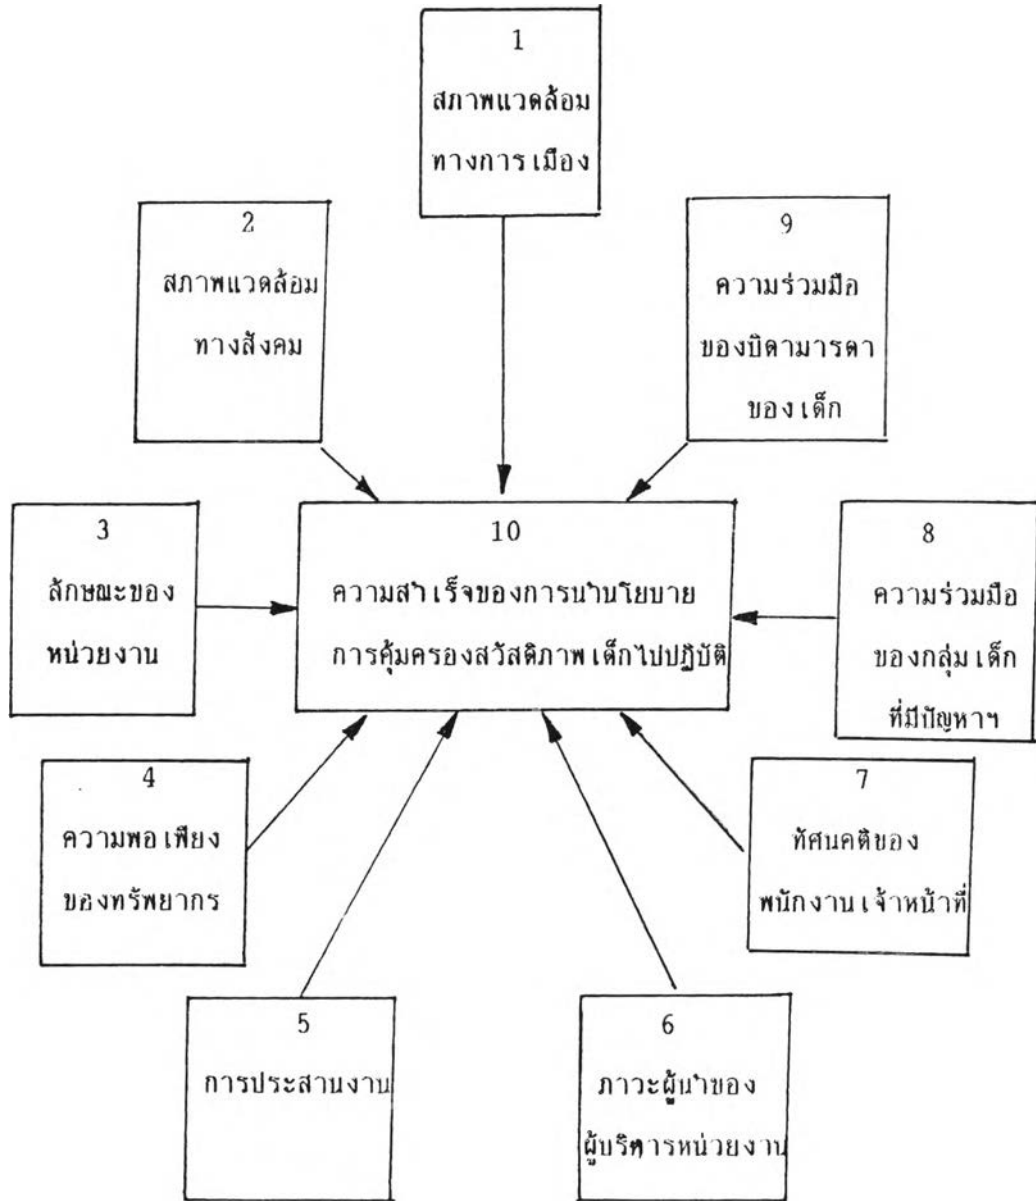 1
สภาพแวดล้อม
ทางการเมือง
2
สภาพแวดล้อม
ทางสังคม
3
ลักษณะของ
หน่วยงาน
4
ความพอเพียง
ของทรัพยากร
5
การประสานงาน
6
ภาวะผู้นำของ
ผู้บริหารหน่วยงาน
7
ทัศนคติของ
พนักงานเจ้าหน้าที่
8
ความร่วมมือ
ของกลุ่มเด็ก
ที่มีปัญหาฯ
9
ความร่วมมือ
ของบิดามารดา
ของเด็ก
10
ความสำเร็จของการนำนโยบาย
การคุ้มครองสวัสดิภาพเด็กไปปฏิบัติ